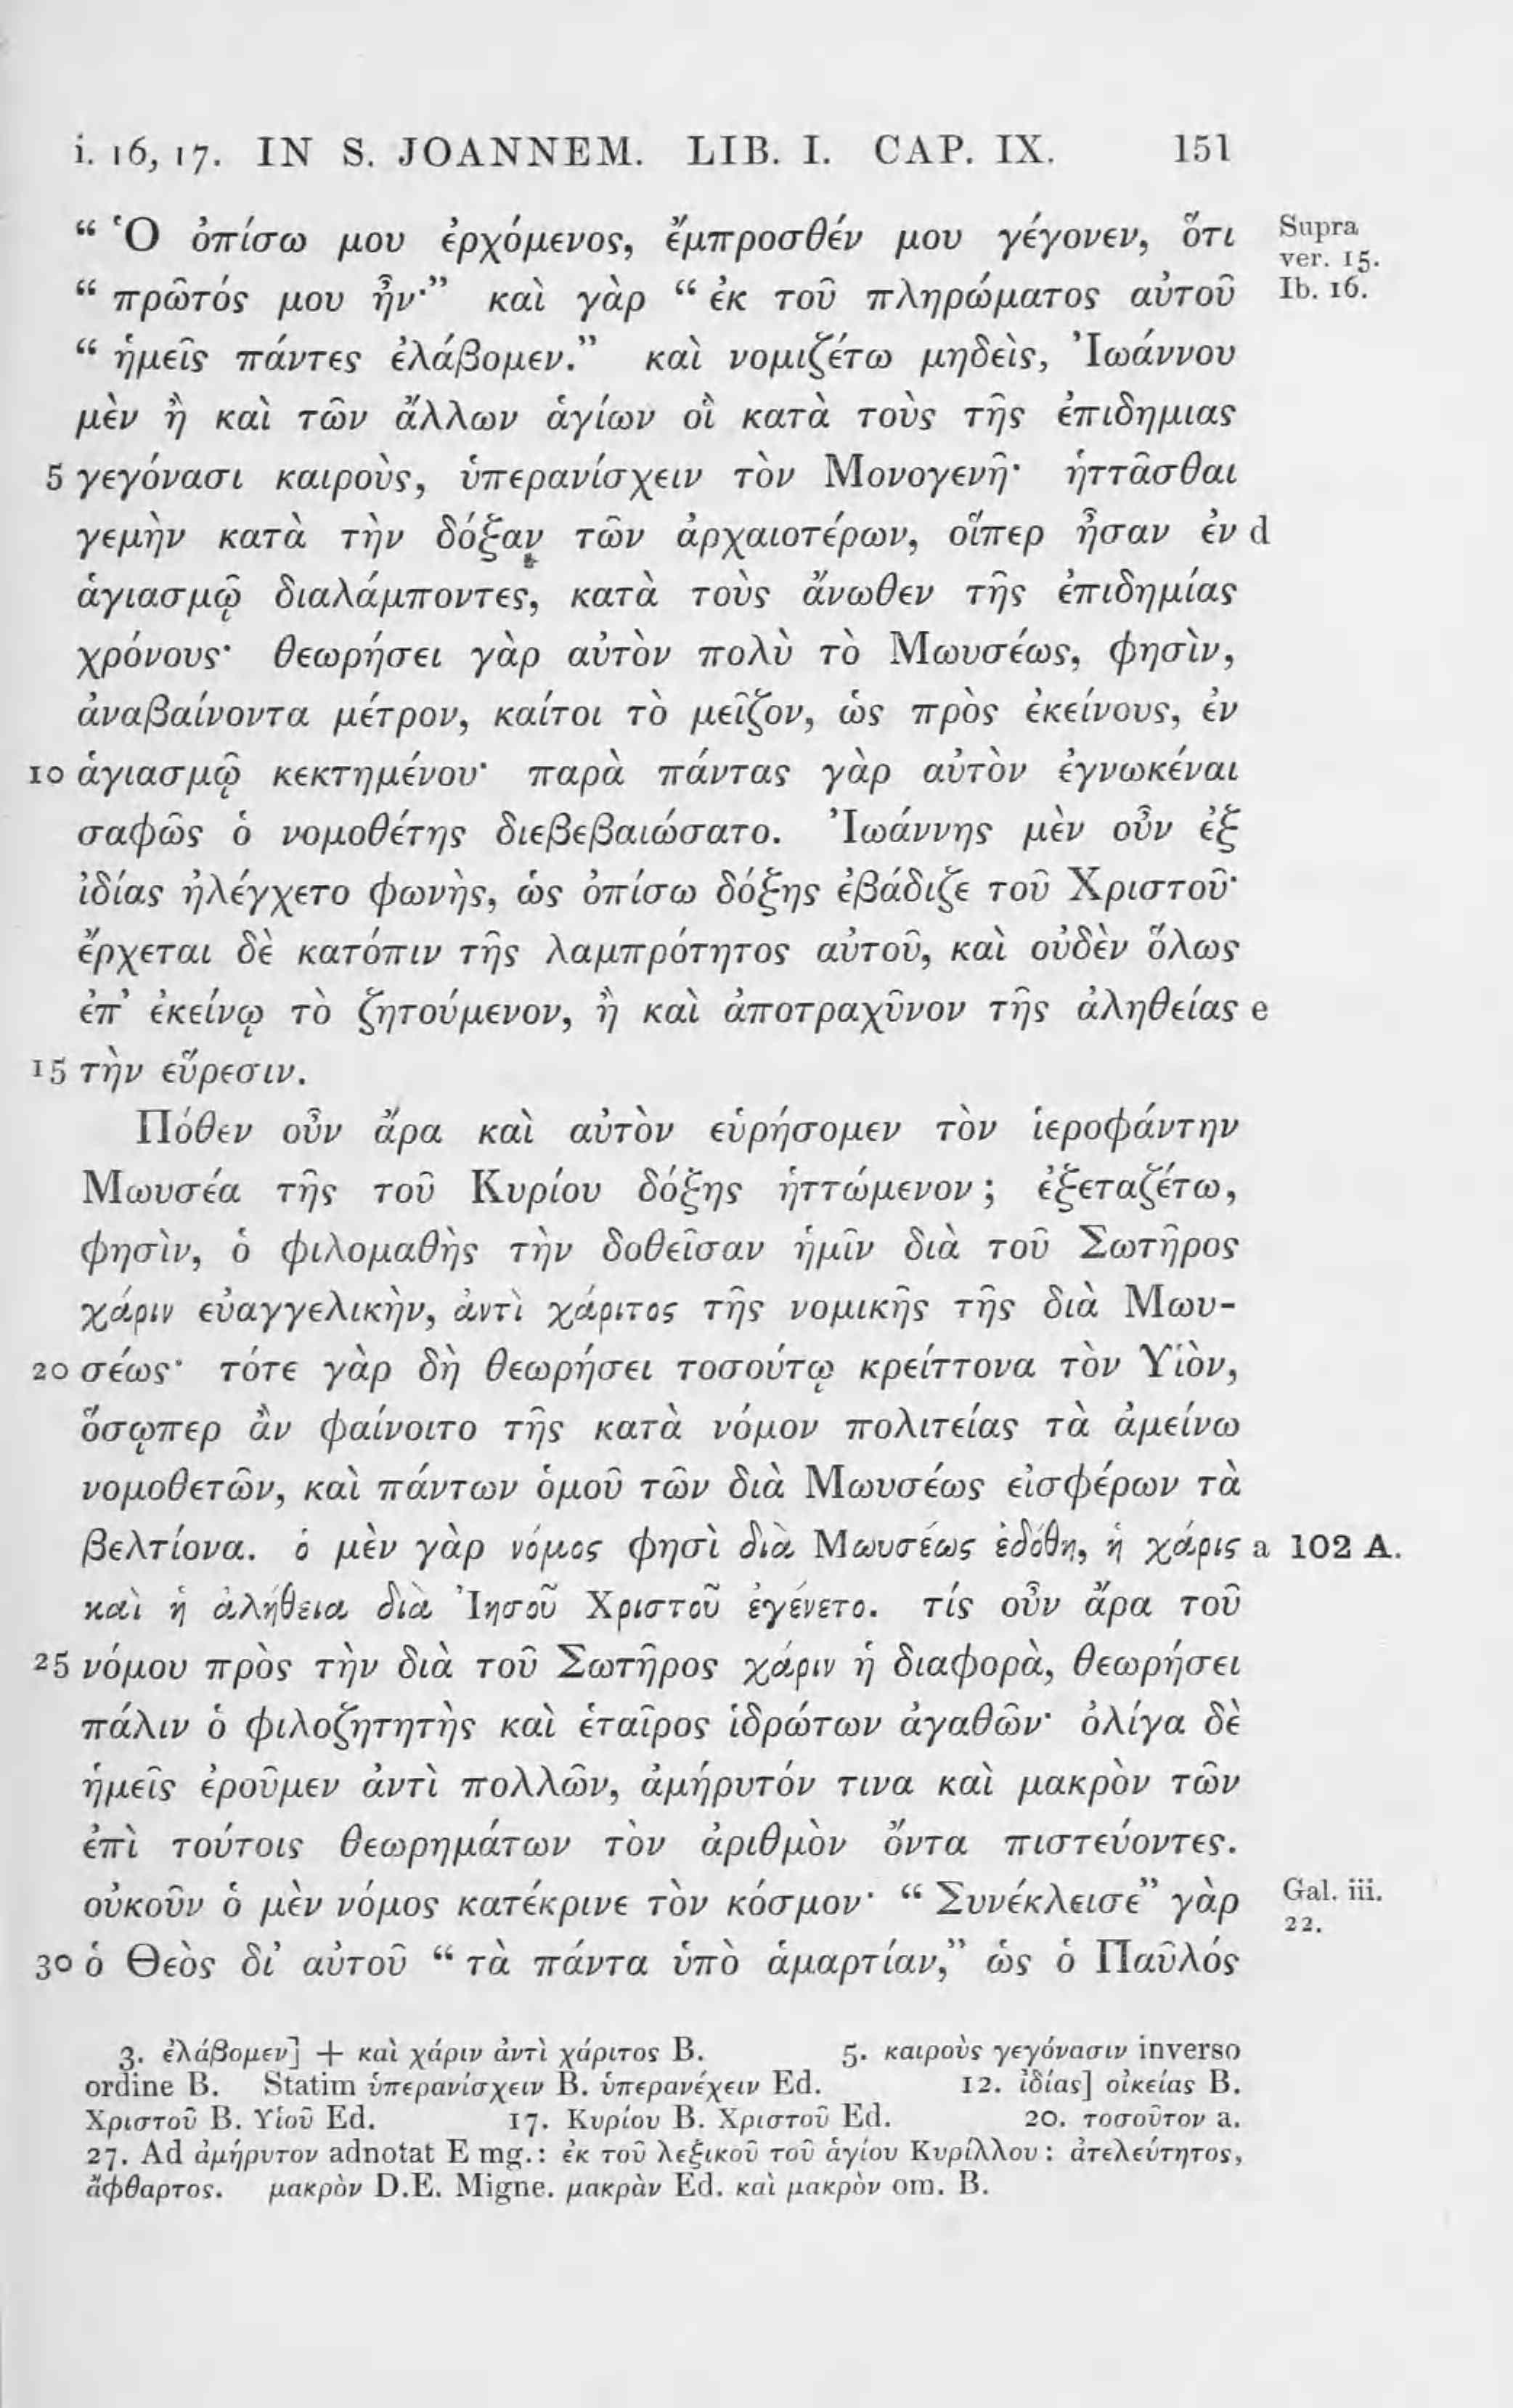 i. 16, 17. IN S. JOANNEM. LIB. I. CAP. IX. 151
“ Ὁ ὀπίσω μου ἐρχόμενος, ἔμπροσθέν μου γέγονεν, ὅτι Supra ver. 15.
“ πρῶτός μου ἦν·” καὶ γὰρ “ ἐκ τοῦ πληρώματος αὐτοῦ Ib. 16.
“ ἡμεῖς πάντες ἐλάβομεν.” καὶ νομιζέτω μηδεὶς, Ἰωάννου
μὲν ἢ καὶ τῶν ἄλλων ἁγίων οἳ κατὰ τοὺς τῆς ἐπιδημιας
5 γεγόνασι καιροὺς, ὑπερανίσχειν τὸν Μονογενῆ· ἡττᾶσθαι
γεμὴν κατὰ τὴν δόξαν τῶν ἀρχαιοτέρων, οἵπερ ἦσαν ἐν d
ἁγιασμῷ διαλάμποντες, κατὰ τοὺς ἄνωθεν τῆς ἐπιδημίας
χρόνους· θεωρήσει γὰρ αὐτὸν πολὺ τὸ Μωυσέως, φησὶν,
ἀναβαίνοντα μέτρον, καίτοι τὸ μεῖζον, ὡς πρὸς ἐκείνους, ἐν
10 ἁγιασμῷ κεκτημένου· παρὰ πάντας γὰρ αὐτὸν ἐγνωκέναι
σαφῶς ὁ νομοθέτης διεβεβαιώσατο. Ἰωάννης μὲν οὖν ἐξ
ἰδίας ἠλέγχετο φωνῆς, ὡς ὀπίσω δόξης ἐβάδιζε τοῦ Χριστοῦ·
ἔρχεται δὲ κατόπιν τῆς λαμπρότητος αὐτοῦ, καὶ οὐδὲν ὅλως
ἐπ’ ἐκείνῳ τὸ ζητούμενον, ἢ καὶ ἀποτραχῦνον τῆς ἀληθείας e
15 τὴν εὕρεσιν.
Πόθεν οὖν ἄρα καὶ αὐτὸν εὑρήσομεν τὸν ἱεροφάντην
Μωυσέα τῆς τοῦ Κυρίου δόξης ἡττώμενον; ἐξεταζέτω,
φησὶν, ὁ φιλομαθὴς τὴν δοθεῖσαν ἡμῖν διὰ τοῦ Σωτῆρος
χάριν εὐαγγελικὴν, ἀντὶ χάριτος τῆς νομικῆς τῆς διὰ Μωυ-
20 σέως· τότε γὰρ δὴ θεωρήσει τοσούτῳ κρείττονα τὸν Υἱὸν,
ὅσῳπερ ἂν φαίνοιτο τῆς κατὰ νόμον πολιτείας τὰ ἀμείνω
νομοθετῶν, καὶ πάντων ὁμοῦ τῶν διὰ Μωυσέως εἰσφέρων τὰ
βελτίονα. ὁ μὲν γὰρ νόμος φησὶ διὰ Μωυσέως ἐδόθη, ἡ χάρις a 102 A.
καὶ ἡ ἀλήθεια διὰ Ἰησοῦ Χριστοῦ ἐγένετο. τίς οὖν ἄρα τοῦ
25 νόμου πρὸς τὴν διὰ τοῦ Σωτῆρος χάριν ἡ διαφορὰ, θεωρήσει
πάλιν ὁ φιλοζητητὴς καὶ ἑταῖρος ἱδρώτων ἀγαθῶν· ὀλίγα δὲ
ἡμεῖς ἐροῦμεν ἀντὶ πολλῶν, ἀμήρυτόν τινα καὶ μακρὸν τῶν
ἐπὶ τούτοις θεωρημάτων τὸν ἀριθμὸν ὄντα πιστεύοντες.
οὐκοῦν ὁ μὲν νόμος κατέκρινε τὸν κόσμον· “ Συνέκλεισε” γὰρ Gal. iii. 22.
30 ὁ Θεὸς δι’ αὐτοῦ “ τὰ πάντα ὑπὸ ἁμαρτίαν,” ὡς ὁ Παῦλός
3. ἐλάβομεν] + καὶ χάριν ἀντὶ χάριτος B. 5. καιροὺς γεγόνασιν inverso
ordine B. Statim ὑπερανίσχειν B. ὑπερανέχειν Ed. 12. ἰδίας] οἰκείας B.
Χριστοῦ B. Υἱοῦ Ed. 17. Κυρίου B. Χριστοῦ Ed. 20. τοσοῦτον a.
27. Ad ἀμήρυτον adnotat E mg.: ἐκ τοῦ λεξικοῦ τοῦ ἁγίου Κυρίλλου : ἀτελεύτητος,
ἄφθαρτος. μακρὸν D.E. Migne. μακρὰν Ed. καὶ μακρὸν om. B.